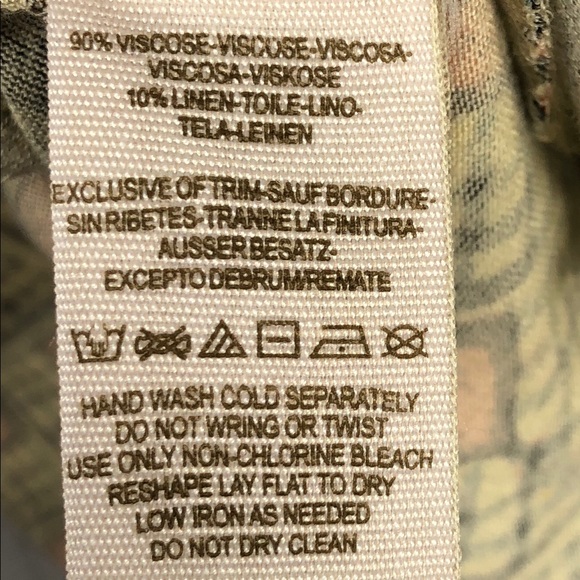 90% VISCOSE-VISCOSE-VISCOSA-
VISCOSA-VISKOSE
10% LINEN-TOILE-LINO-
TELA-LEINEN
EXCLUSIVE OF TRIM-SAUF BORDURE-
SIN RIBETES-TRANNE LA FINITURA-
AUSSER BESATZ-
EXCEPTO DEBRUM/REMATE
HAND WASH COLD SEPARATELY
DO NOT WRING OR TWIST
USE ONLY NON-CHLORINE BLEACH
RESHAPE LAY FLAT TO DRY
LOW IRON AS NEEDED
DO NOT DRY CLEAN